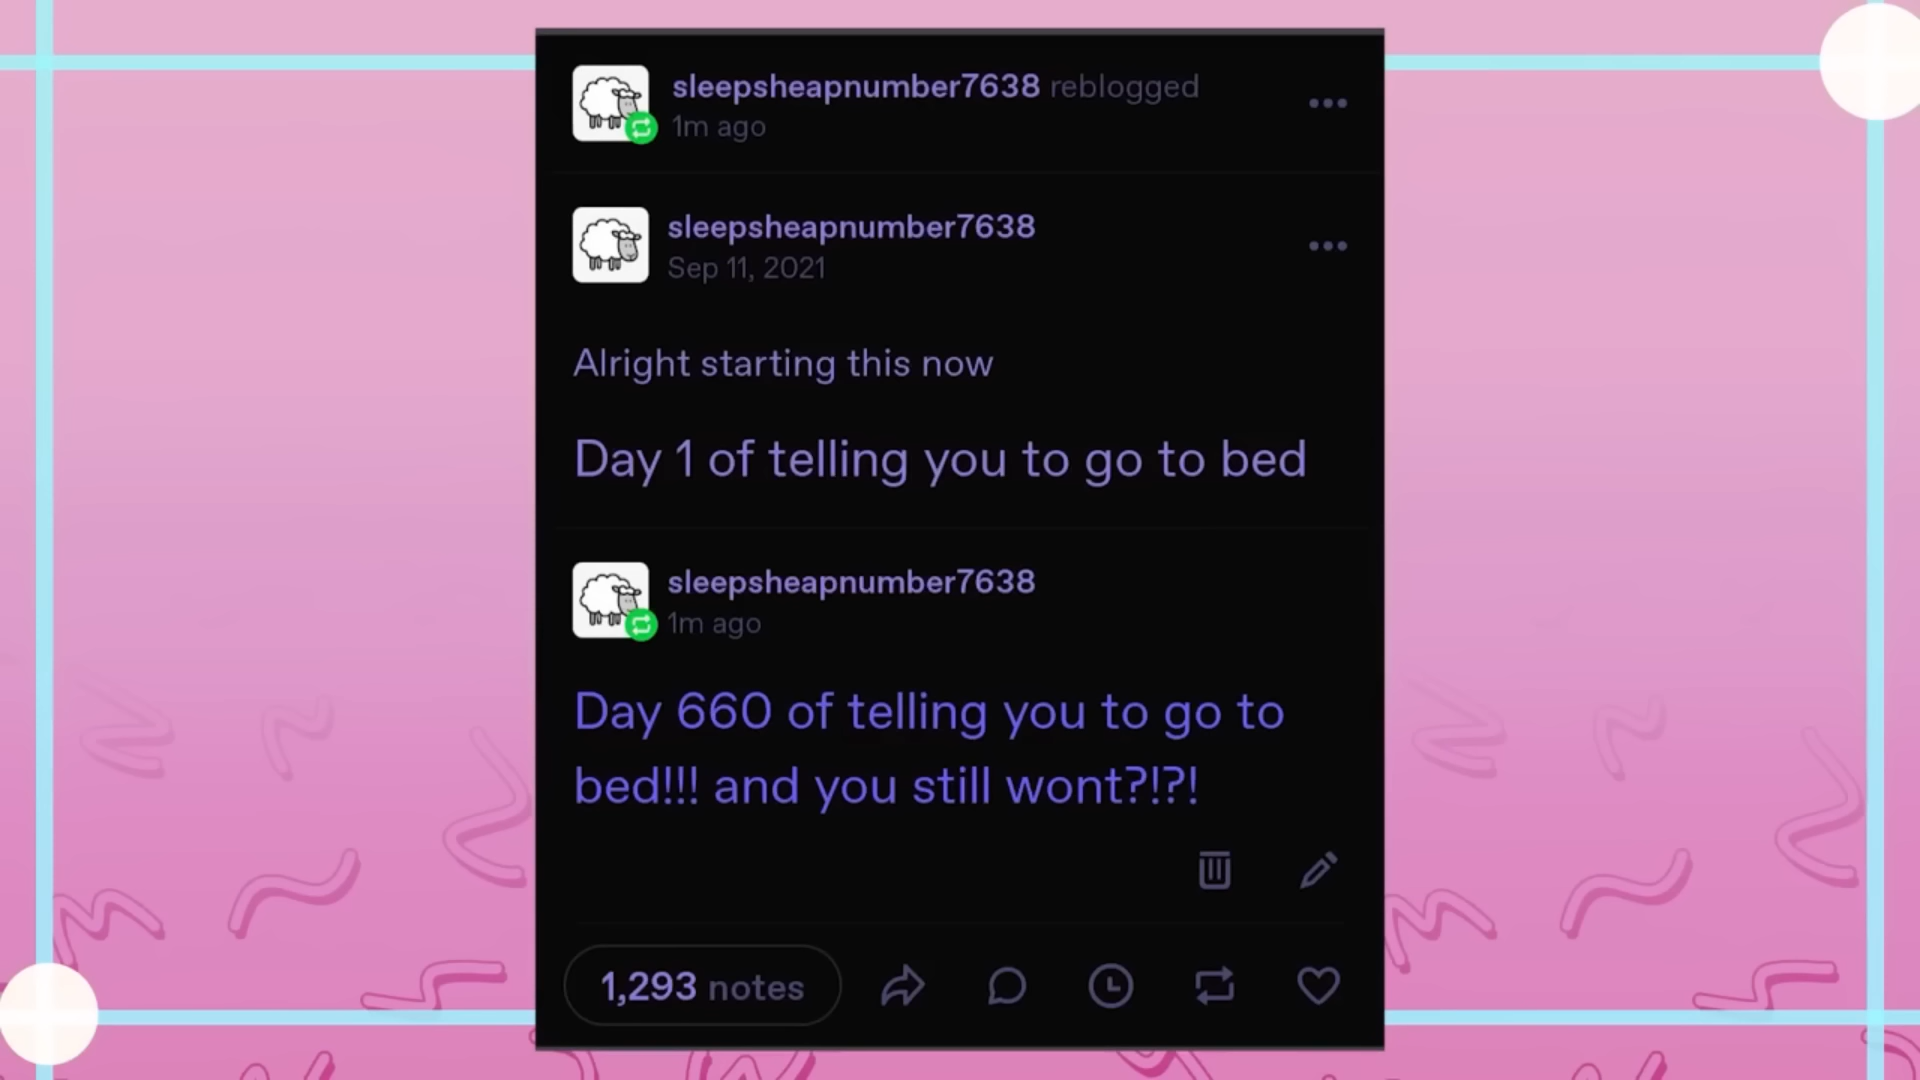 sleepsheapnumber7638 reblogged
1m ago
sleepsheapnumber7638
Sep 11, 2021
Alright starting this now
Day 1 of telling you to go to bed
sleepsheapnumber7638
1m ago
Day 660 of telling you to go to
bed!!! and you still wont?!?!
1,293 notes